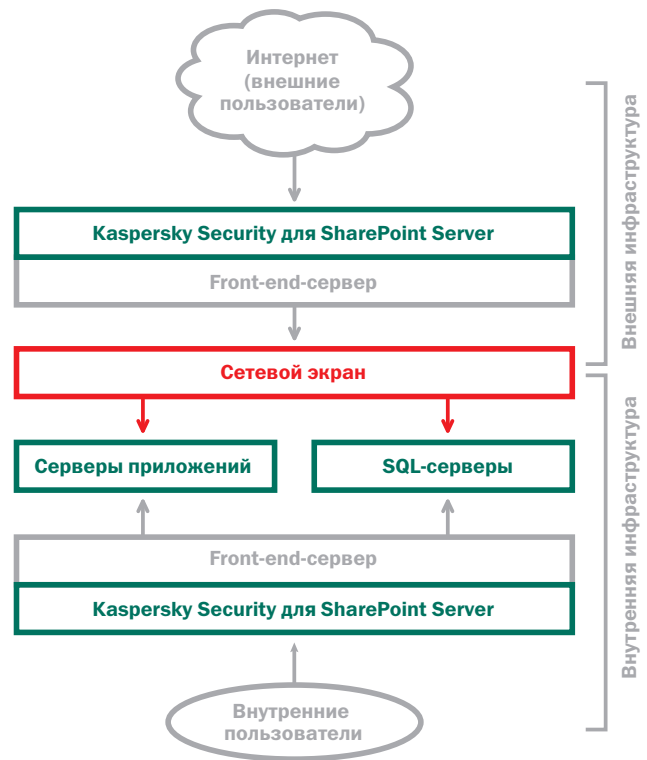 Интернет
(внешние
пользователи)
Внешняя инфраструктура
Kaspersky Security для SharePoint Server
Front-end-сервер
Сетевой экран
Серверы приложений
SQL-серверы
Внутренняя инфраструктура
Front-end-сервер
Kaspersky Security для SharePoint Server
Внутренние
пользователи